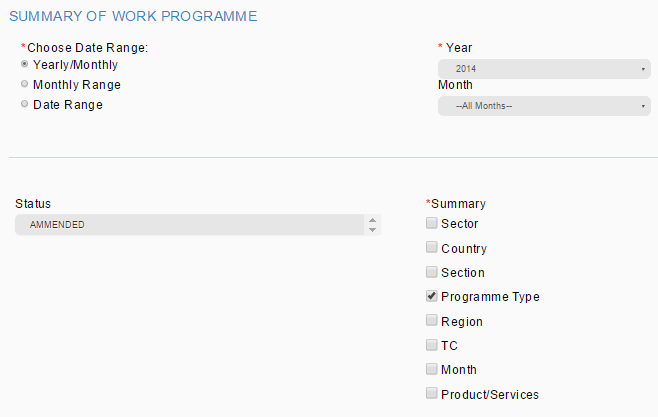 SUMMARY OF WORK PROGRAMME
*Choose Date Range:
Yearly/Monthly
Monthly Range
Date Range
* Year
2014
Month
--All Months--
Status
AMMENDED
*Summary
Sector
Country
Section
Programme Type
Region
TC
Month
Product/Services